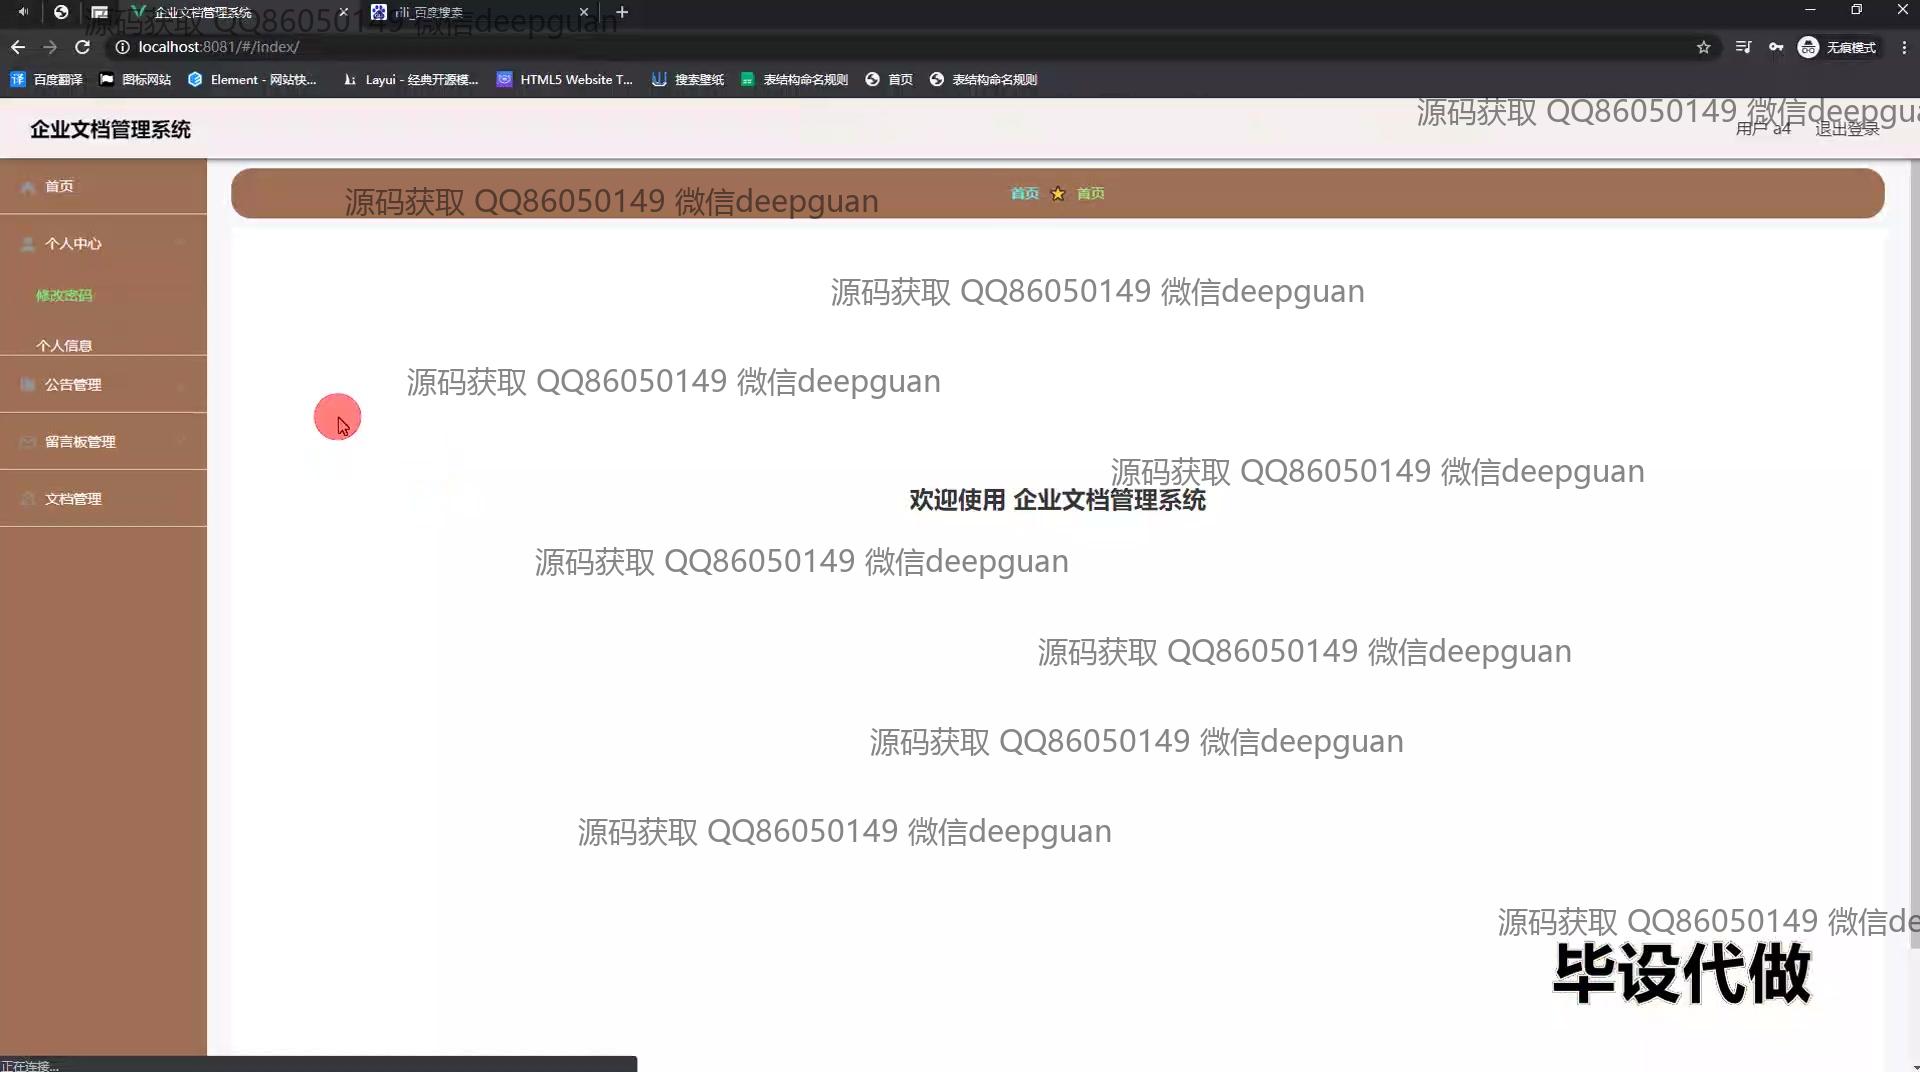 企业文档管理系统
rili_百度搜索
源码获取 QQ86050149 微信deepguan
localhost:8081/#/index/
无痕模式
百度翻译
图标网站
Element - 网站快...
Layui - 经典开源模...
HTML5 Website T...
搜索壁纸
表结构命名规则
首页
表结构命名规则
企业文档管理系统
源码获取 QQ86050149 微信deepgua
用户 a4
退出登录
首页
源码获取 QQ86050149 微信deepguan
首页
首页
个人中心
修改密码
源码获取 QQ86050149 微信deepguan
个人信息
公告管理
源码获取 QQ86050149 微信deepguan
留言板管理
源码获取 QQ86050149 微信deepguan
文档管理
欢迎使用 企业文档管理系统
源码获取 QQ86050149 微信deepguan
源码获取 QQ86050149 微信deepguan
源码获取 QQ86050149 微信deepguan
源码获取 QQ86050149 微信deepguan
源码获取 QQ86050149 微信de
毕设代做
正在连接...